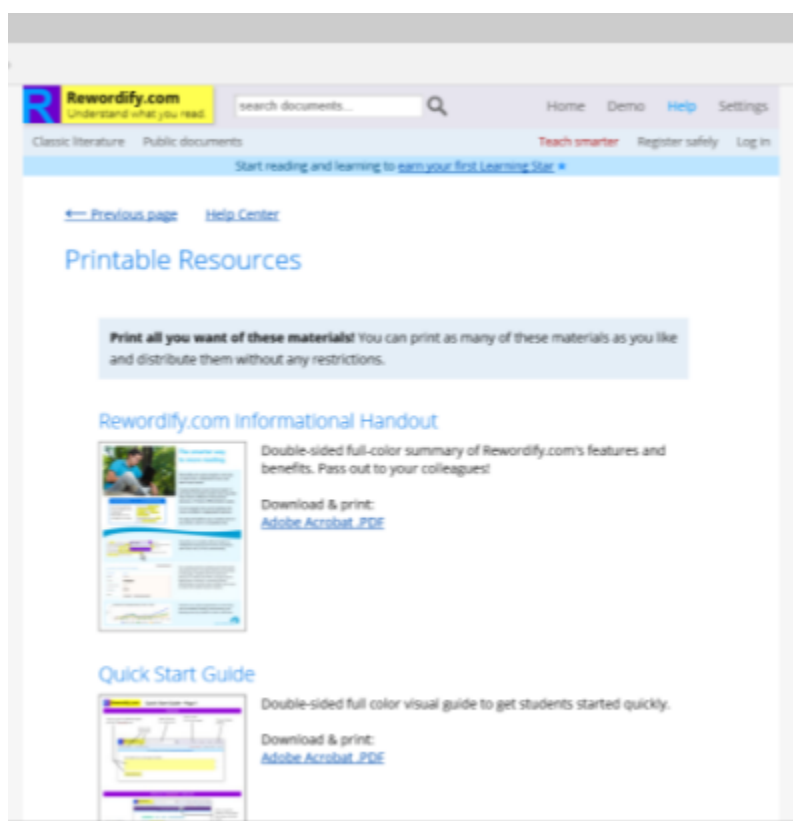 Rewordify.com
Understand what you read.
search documents...
Home Demo Help Settings
Classic literature Public documents
Teach smarter Register safely Log in
Start reading and learning to earn your first Learning Star ★
← Previous page Help Center
Printable Resources
Print all you want of these materials! You can print as many of these materials as you like
and distribute them without any restrictions.
Rewordify.com Informational Handout
The smarter way
Double-sided full-color summary of Rewordify.com's features and
benefits. Pass out to your colleagues!
Download & print:
Adobe Acrobat .PDF
Quick Start Guide
Double-sided full color visual guide to get students started quickly.
Download & print:
Adobe Acrobat .PDF